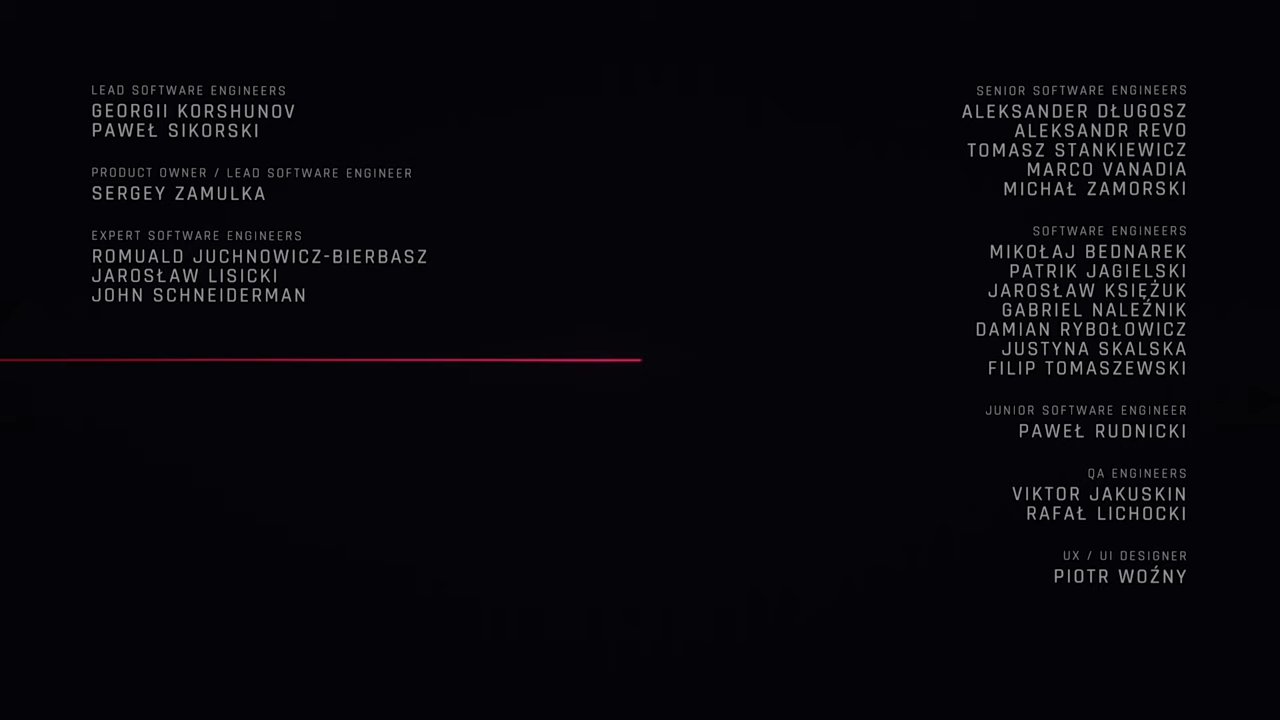 LEAD SOFTWARE ENGINEERS
GEORGII KORSHUNOV
PAWEŁ SIKORSKI
PRODUCT OWNER / LEAD SOFTWARE ENGINEER
SERGEY ZAMULKA
EXPERT SOFTWARE ENGINEERS
ROMUALD JUCHNOWICZ-BIERBASZ
JAROSŁAW LISICKI
JOHN SCHNEIDERMAN
SENIOR SOFTWARE ENGINEERS
ALEKSANDER DŁUGOSZ
ALEKSANDR REVO
TOMASZ STANKIEWICZ
MARCO VANADIA
MICHAŁ ZAMORSKI
SOFTWARE ENGINEERS
MIKOŁAJ BEDNAREK
PATRIK JAGIELSKI
JAROSŁAW KSIĘŻUK
GABRIEL NALEŹNIK
DAMIAN RYBOŁOWICZ
JUSTYNA SKALSKA
FILIP TOMASZEWSKI
JUNIOR SOFTWARE ENGINEER
PAWEŁ RUDNICKI
QA ENGINEERS
VIKTOR JAKUSKIN
RAFAŁ LICHOCKI
UX / UI DESIGNER
PIOTR WOŹNY